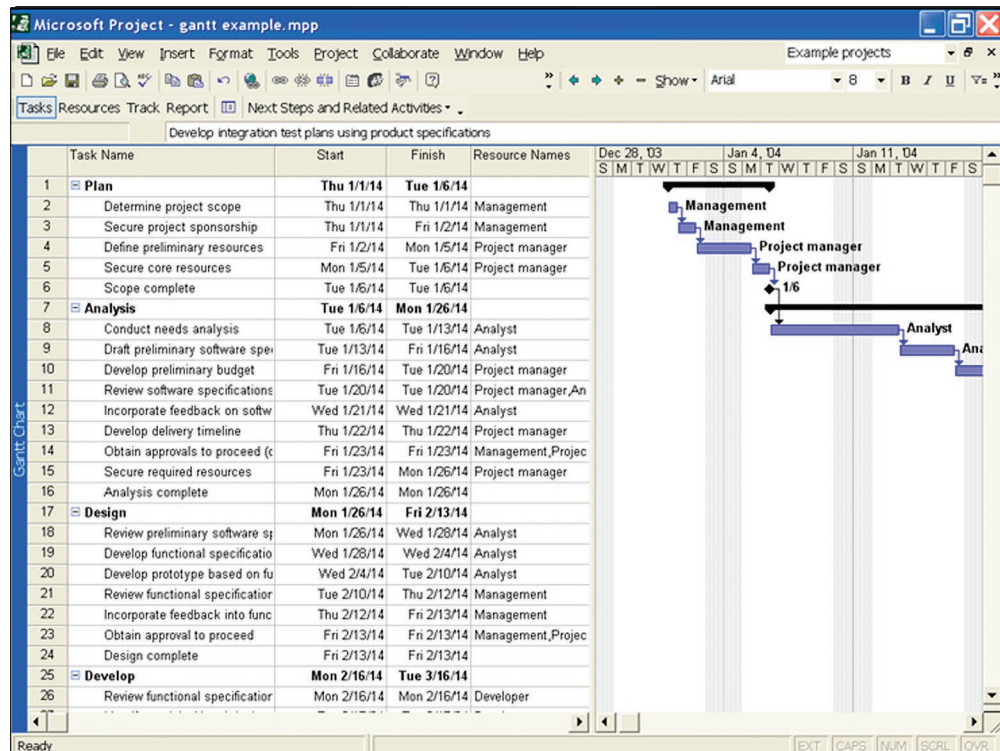 Microsoft Project - gantt example.mpp
File Edit View Insert Format Tools Project Collaborate Window Help Example projects
Show Arial 8 B I U
Tasks Resources Track Report Next Steps and Related Activities
Develop integration test plans using product specifications
Task Name Start Finish Resource Names Dec 28, '03 Jan 4, '04 Jan 11, '04
S M T W T F S S M T W T F S S M T W T F S
1 Plan Thu 1/1/14 Tue 1/6/14
2 Determine project scope Thu 1/1/14 Thu 1/1/14 Management Management
3 Secure project sponsorship Thu 1/1/14 Fri 1/2/14 Management Management
4 Define preliminary resources Fri 1/2/14 Mon 1/5/14 Project manager Project manager
5 Secure core resources Mon 1/5/14 Tue 1/6/14 Project manager Project manager
6 Scope complete Tue 1/6/14 Tue 1/6/14 1/6
7 Analysis Tue 1/6/14 Mon 1/26/14
8 Conduct needs analysis Tue 1/6/14 Tue 1/13/14 Analyst Analyst
9 Draft preliminary software spe Tue 1/13/14 Fri 1/16/14 Analyst Ana
10 Develop preliminary budget Fri 1/16/14 Tue 1/20/14 Project manager
11 Review software specifications Tue 1/20/14 Tue 1/20/14 Project manager,An
12 Incorporate feedback on softw Wed 1/21/14 Wed 1/21/14 Analyst
13 Develop delivery timeline Thu 1/22/14 Thu 1/22/14 Project manager
14 Obtain approvals to proceed (c Fri 1/23/14 Fri 1/23/14 Management,Projec
15 Secure required resources Fri 1/23/14 Mon 1/26/14 Project manager
16 Analysis complete Mon 1/26/14 Mon 1/26/14
17 Design Mon 1/26/14 Fri 2/13/14
18 Review preliminary software sp Mon 1/26/14 Wed 1/28/14 Analyst
19 Develop functional specificatio Wed 1/28/14 Wed 2/4/14 Analyst
20 Develop prototype based on fu Wed 2/4/14 Tue 2/10/14 Analyst
21 Review functional specification Tue 2/10/14 Thu 2/12/14 Management
22 Incorporate feedback into func Thu 2/12/14 Fri 2/13/14 Management
23 Obtain approval to proceed Fri 2/13/14 Fri 2/13/14 Management,Projec
24 Design complete Fri 2/13/14 Fri 2/13/14
25 Develop Mon 2/16/14 Tue 3/16/14
26 Review functional specification Mon 2/16/14 Mon 2/16/14 Developer
Gantt Chart
Ready EXT CAPS NUM SCRL OVR